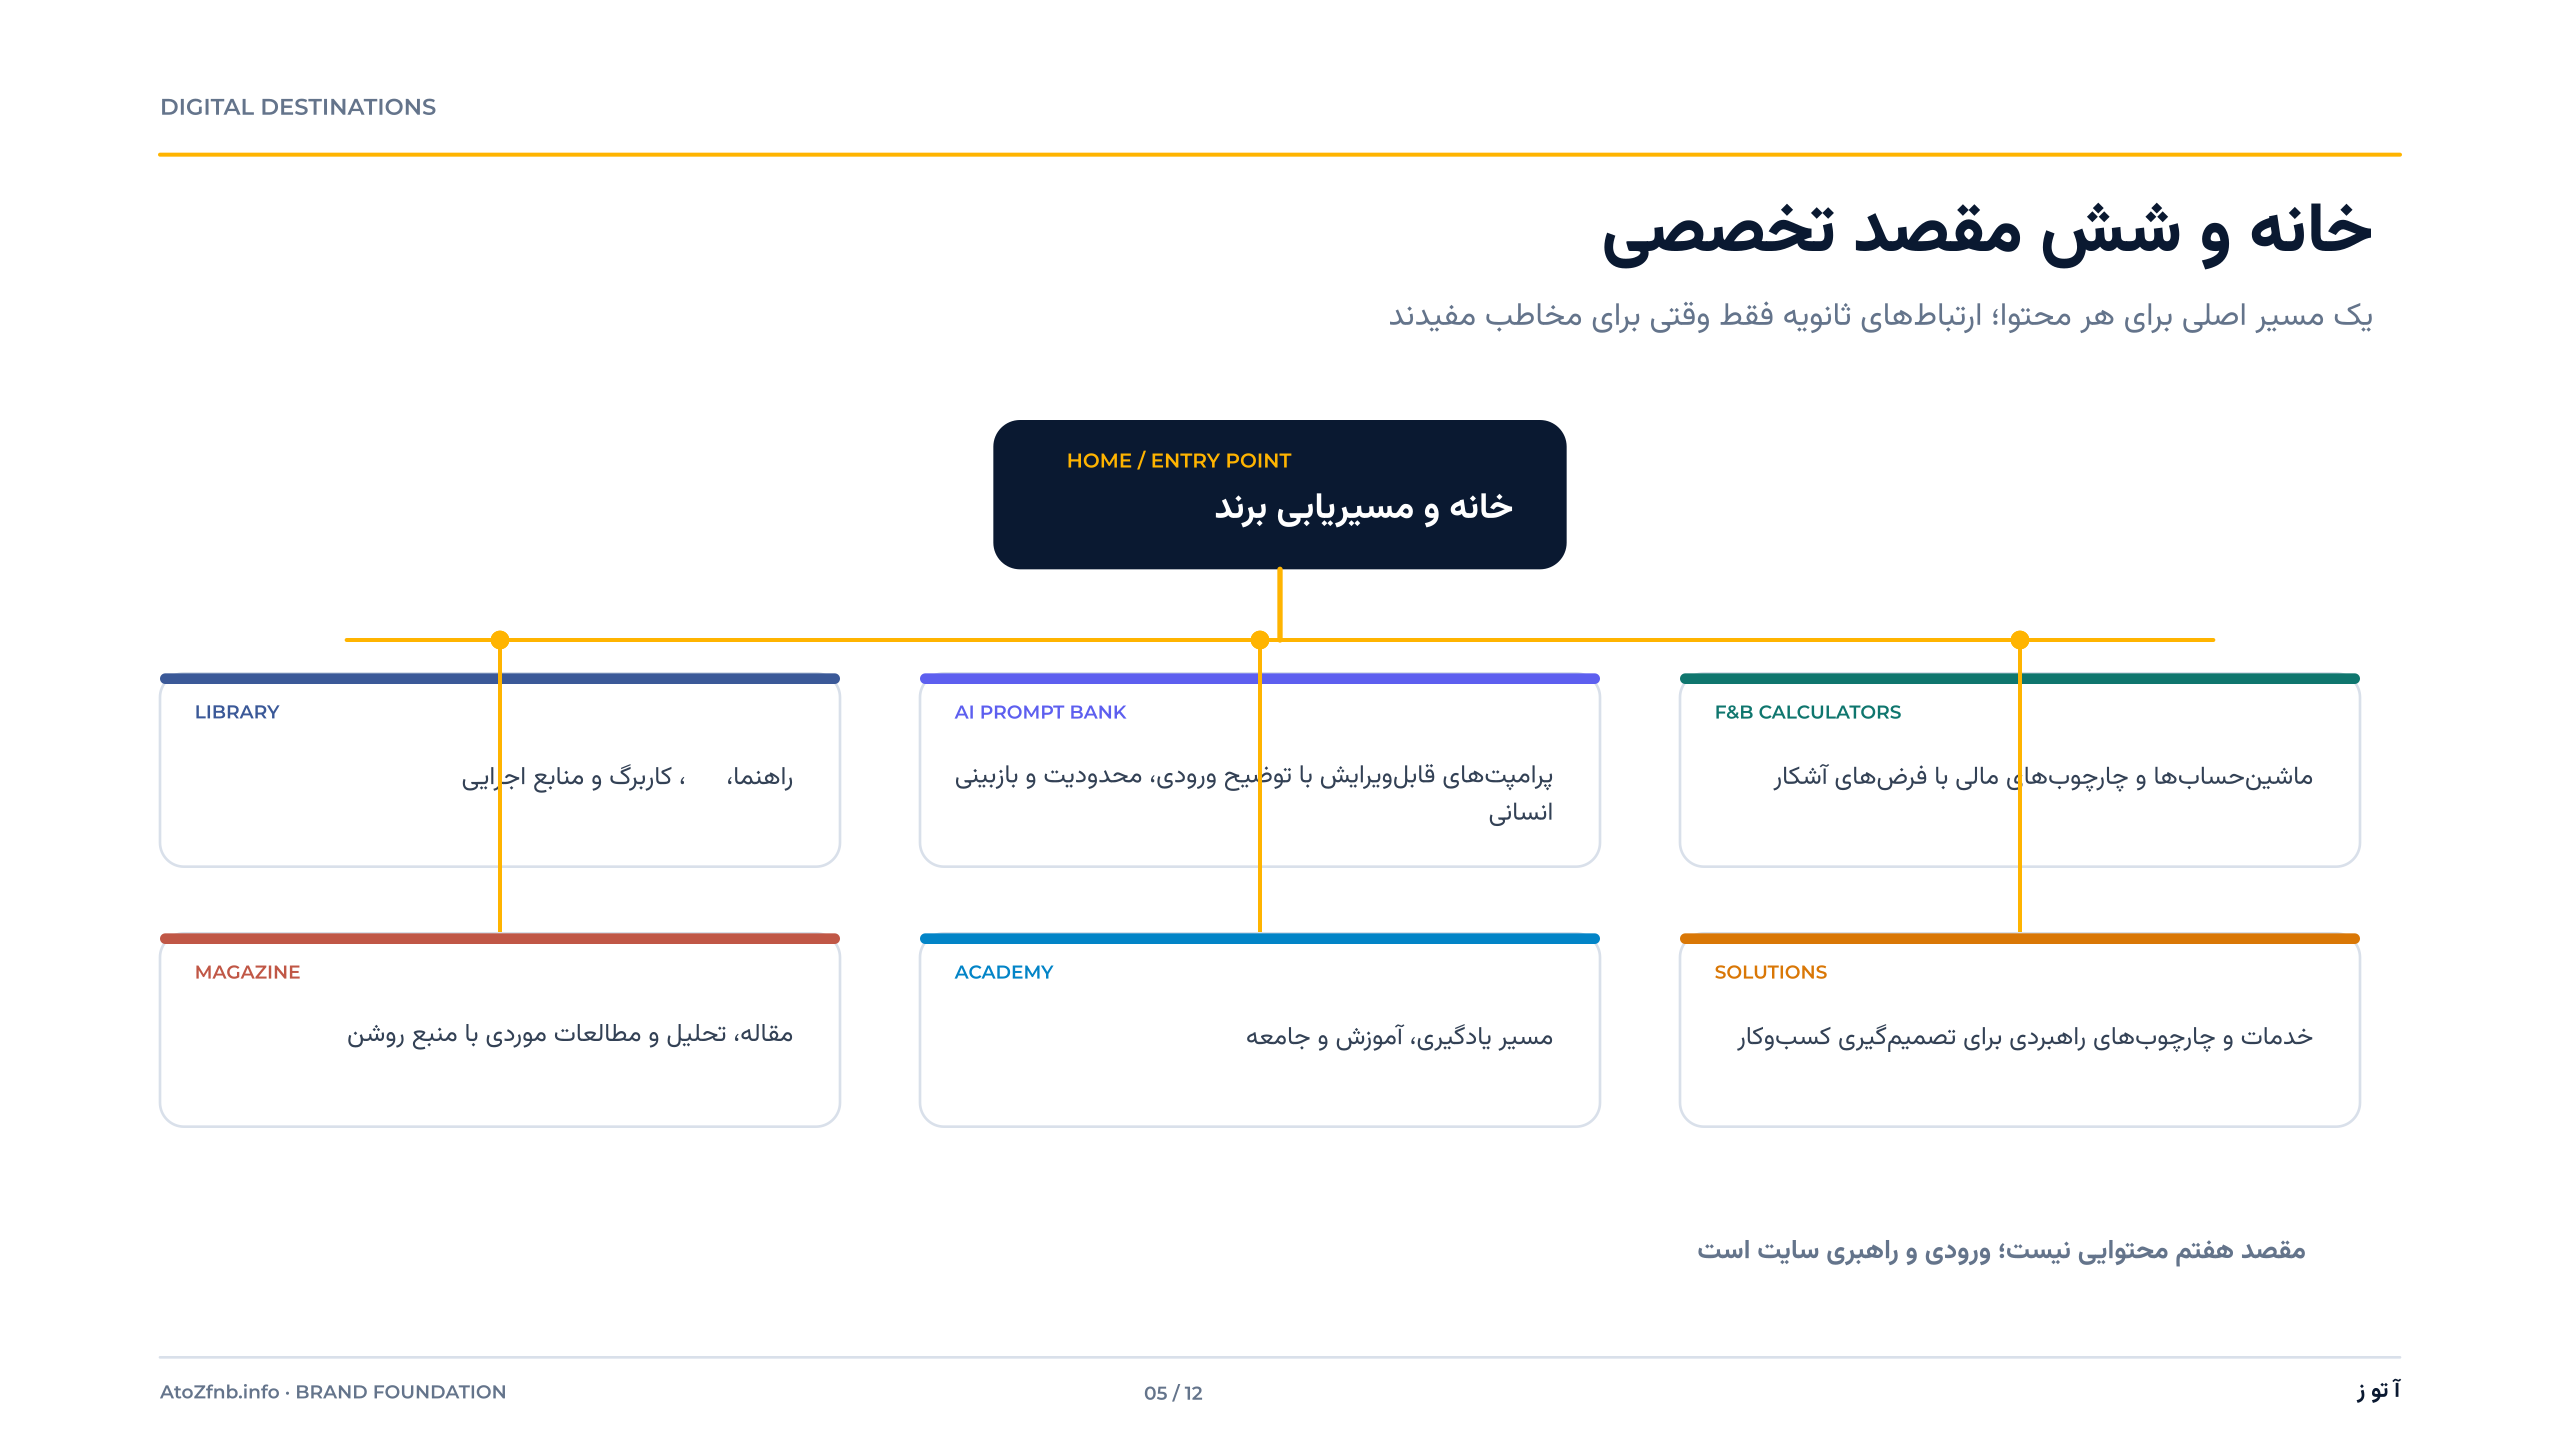 DIGITAL DESTINATIONS
خانه و شش مقصد تخصصی
یک مسیر اصلی برای هر محتوا؛ ارتباط‌های ثانویه فقط وقتی برای مخاطب مفیدند
HOME / ENTRY POINT
خانه و مسیریابی برند
LIBRARY
راهنما، ، کاربرگ و منابع اجرایی
AI PROMPT BANK
پرامپت‌های قابل‌ویرایش با توضیح ورودی، محدودیت و بازبینی
انسانی
F&B CALCULATORS
ماشین‌حساب‌ها و چارچوب‌های مالی با فرض‌های آشکار
MAGAZINE
مقاله، تحلیل و مطالعات موردی با منبع روشن
ACADEMY
مسیر یادگیری، آموزش و جامعه
SOLUTIONS
خدمات و چارچوب‌های راهبردی برای تصمیم‌گیری کسب‌وکار
مقصد هفتم محتوایی نیست؛ ورودی و راهبری سایت است
AtoZfnb.info · BRAND FOUNDATION
05 / 12
آ تو ز